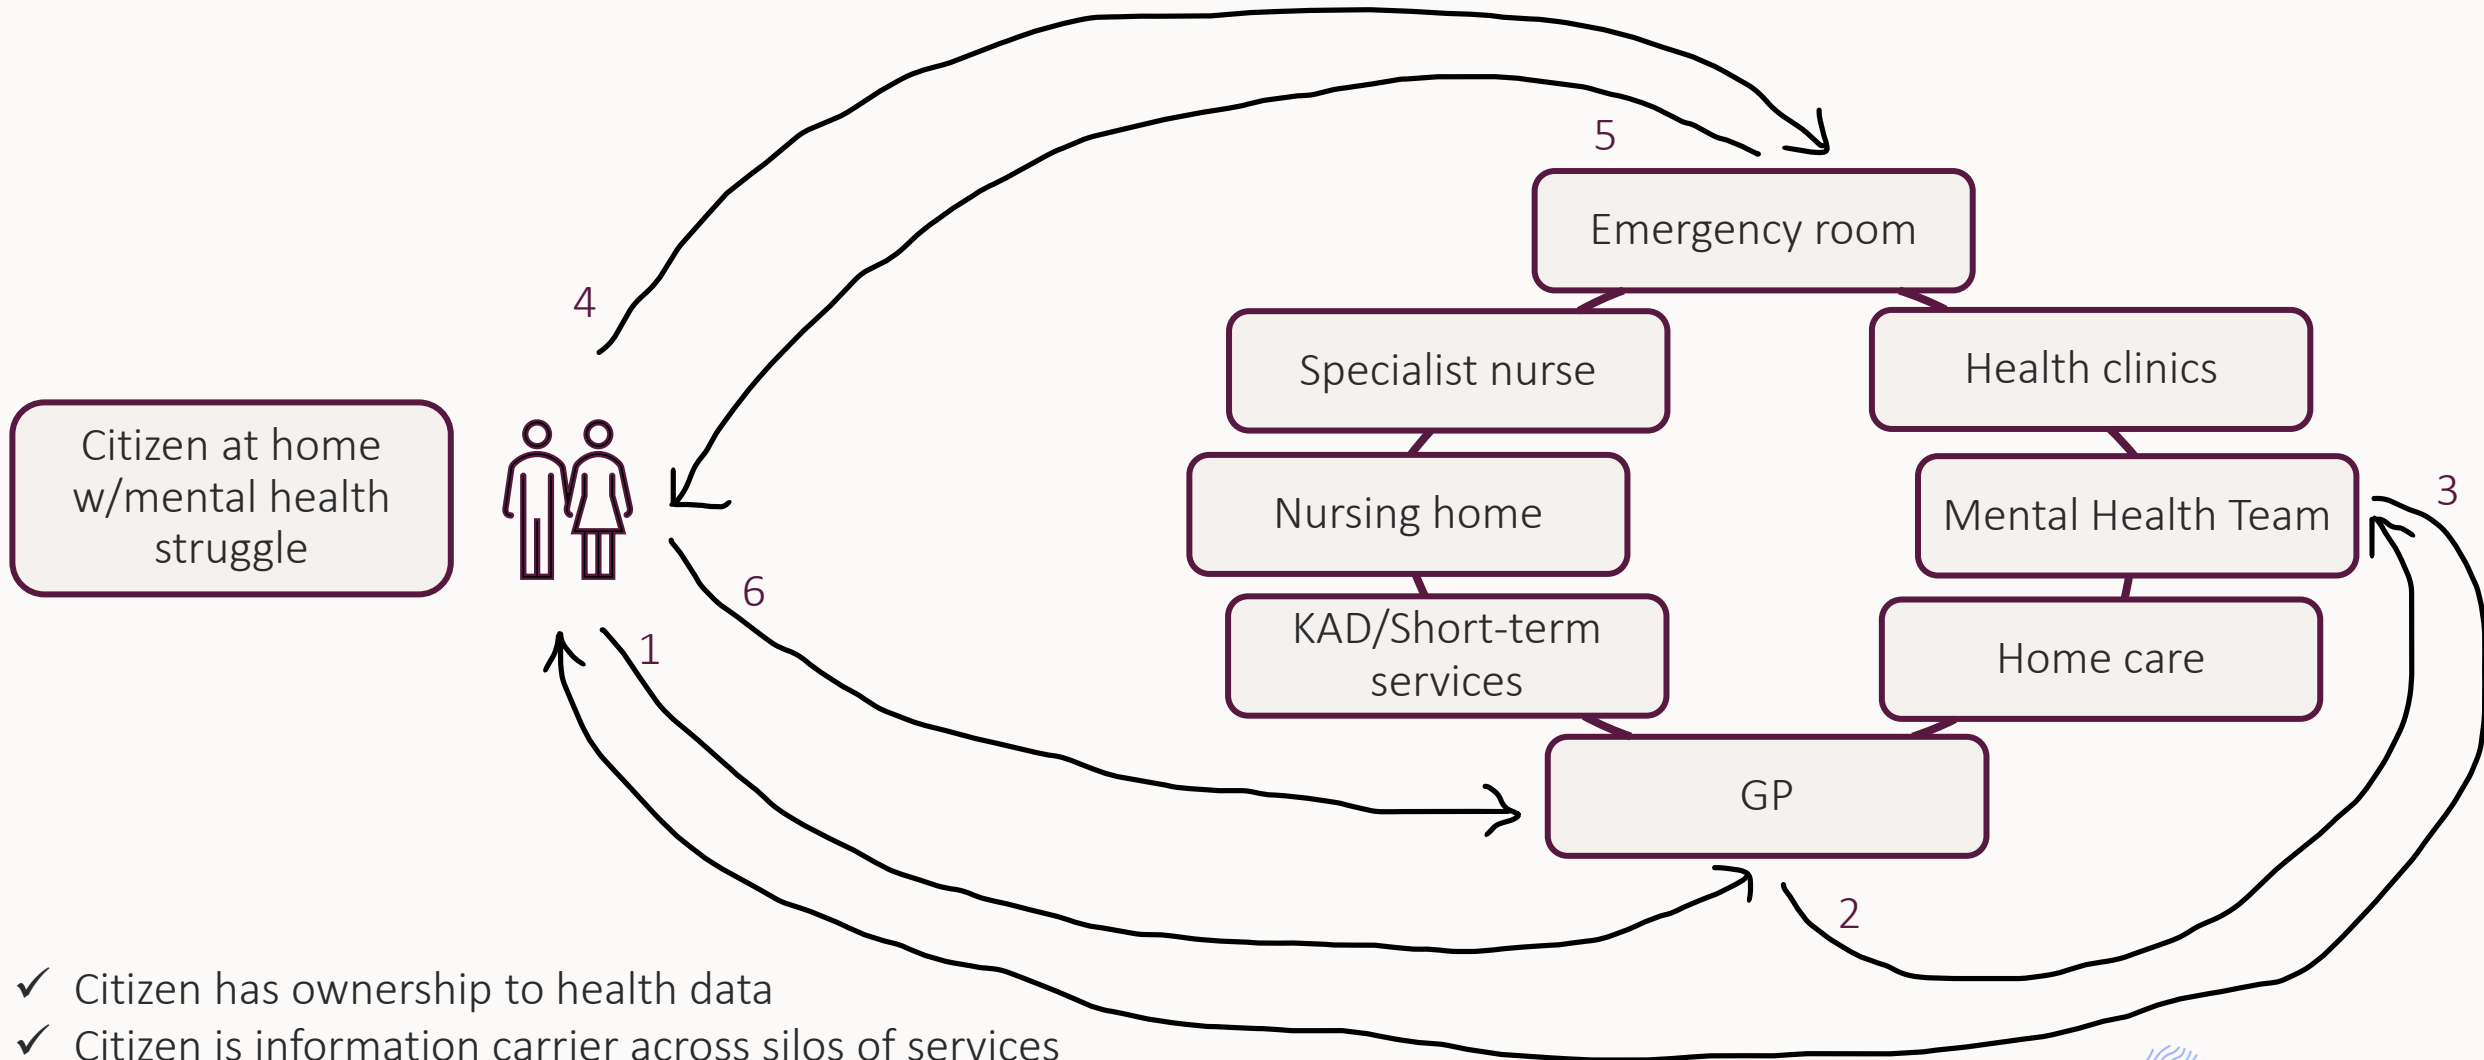 5
Emergency room
4
Specialist nurse
Health clinics
Citizen at home
w/mental health
struggle
Nursing home
Mental Health Team
3
6
1
KAD/Short-term
services
Home care
GP
2
✓ Citizen has ownership to health data
✓ Citizen is information carrier across silos of services